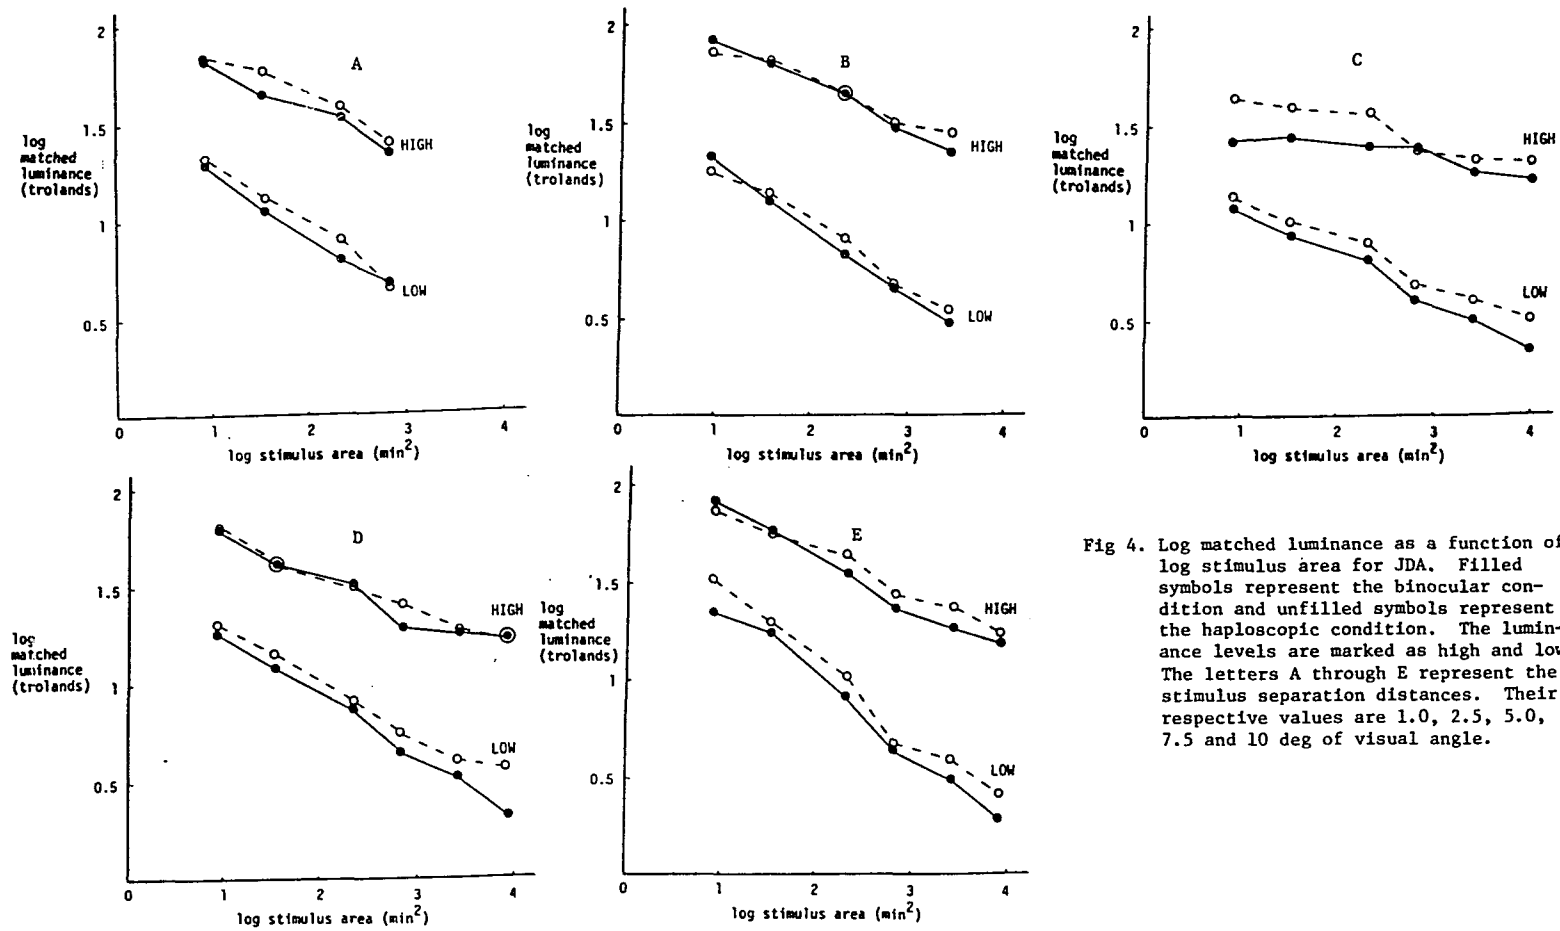 2
A
1.5
log
matched
luminance
(trolands)
HIGH
1
LOW
0.5
0 1 2 3 4
log stimulus area (min²)
2
B
1.5
log
matched
luminance
(trolands)
HIGH
1
0.5
LOW
0 1 2 3 4
log stimulus area (min²)
2
C
1.5
log
matched
luminance
(trolands)
HIGH
1
LOW
0.5
0 1 2 3 4
log stimulus area (min²)
2
D
1.5
HIGH
log
matched
luminance
(trolands)
1
LOW
0.5
0 1 2 3 4
log stimulus area (min²)
2
E
1.5
log
matched
luminance
(trolands)
HIGH
1
LOW
0.5
0 1 2 3 4
log stimulus area (min²)
Fig 4. Log matched luminance as a function of
log stimulus area for JDA. Filled
symbols represent the binocular con-
dition and unfilled symbols represent
the haploscopic condition. The lumin-
ance levels are marked as high and low
The letters A through E represent the
stimulus separation distances. Their
respective values are 1.0, 2.5, 5.0,
7.5 and 10 deg of visual angle.